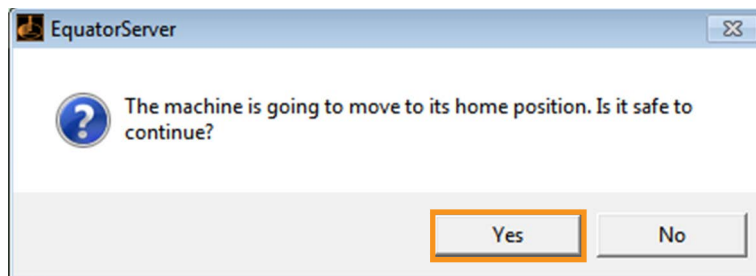 EquatorServer
The machine is going to move to its home position. Is it safe to
continue?
Yes No